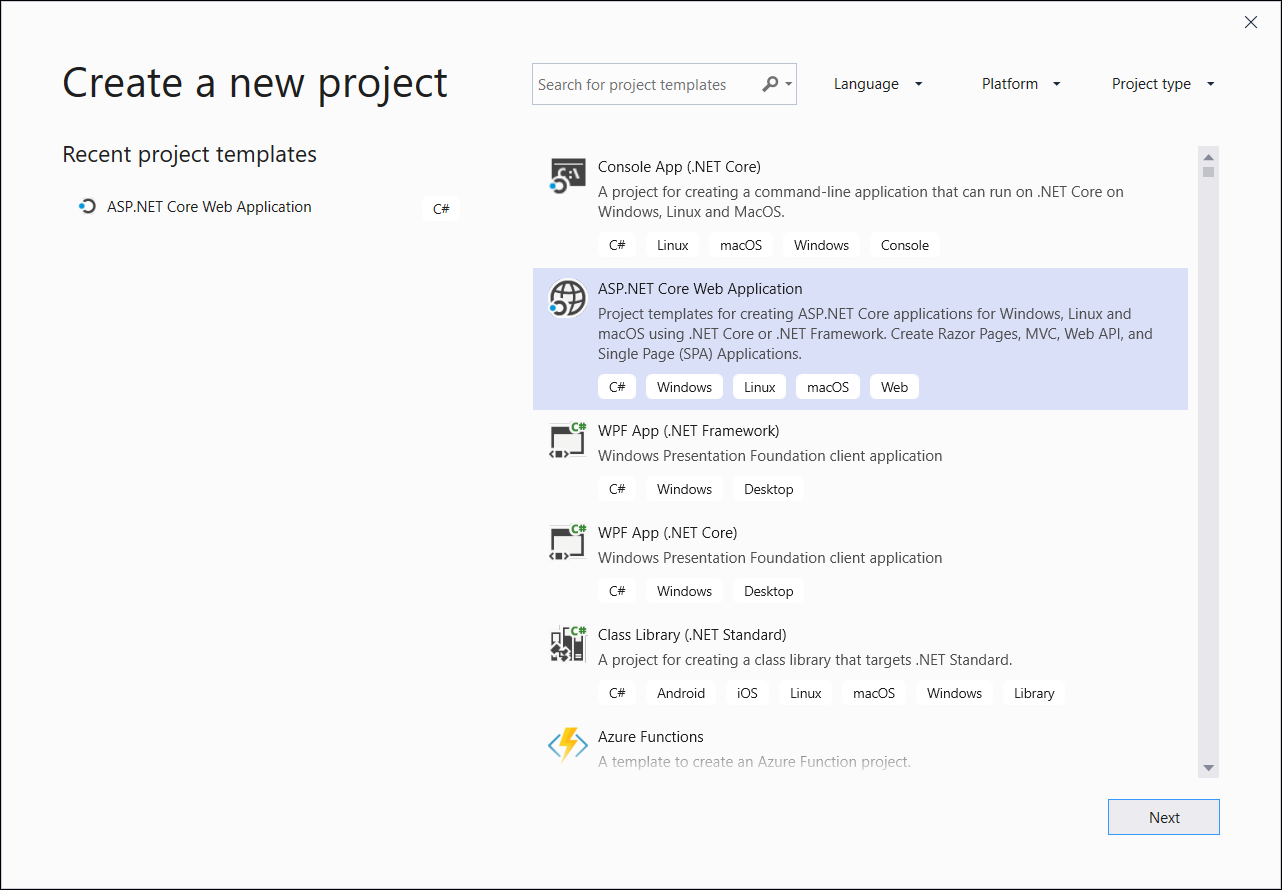 Create a new project
Search for project templates
Language
Platform
Project type
Recent project templates
ASP.NET Core Web Application
C#
Console App (.NET Core)
A project for creating a command-line application that can run on .NET Core on
Windows, Linux and MacOS.
C# Linux macOS Windows Console
ASP.NET Core Web Application
Project templates for creating ASP.NET Core applications for Windows, Linux and
macOS using .NET Core or .NET Framework. Create Razor Pages, MVC, Web API, and
Single Page (SPA) Applications.
C# Windows Linux macOS Web
C#
WPF App (.NET Framework)
Windows Presentation Foundation client application
C# Windows Desktop
C#
WPF App (.NET Core)
Windows Presentation Foundation client application
C# Windows Desktop
C#
Class Library (.NET Standard)
A project for creating a class library that targets .NET Standard.
C# Android iOS Linux macOS Windows Library
Azure Functions
A template to create an Azure Function project.
Next